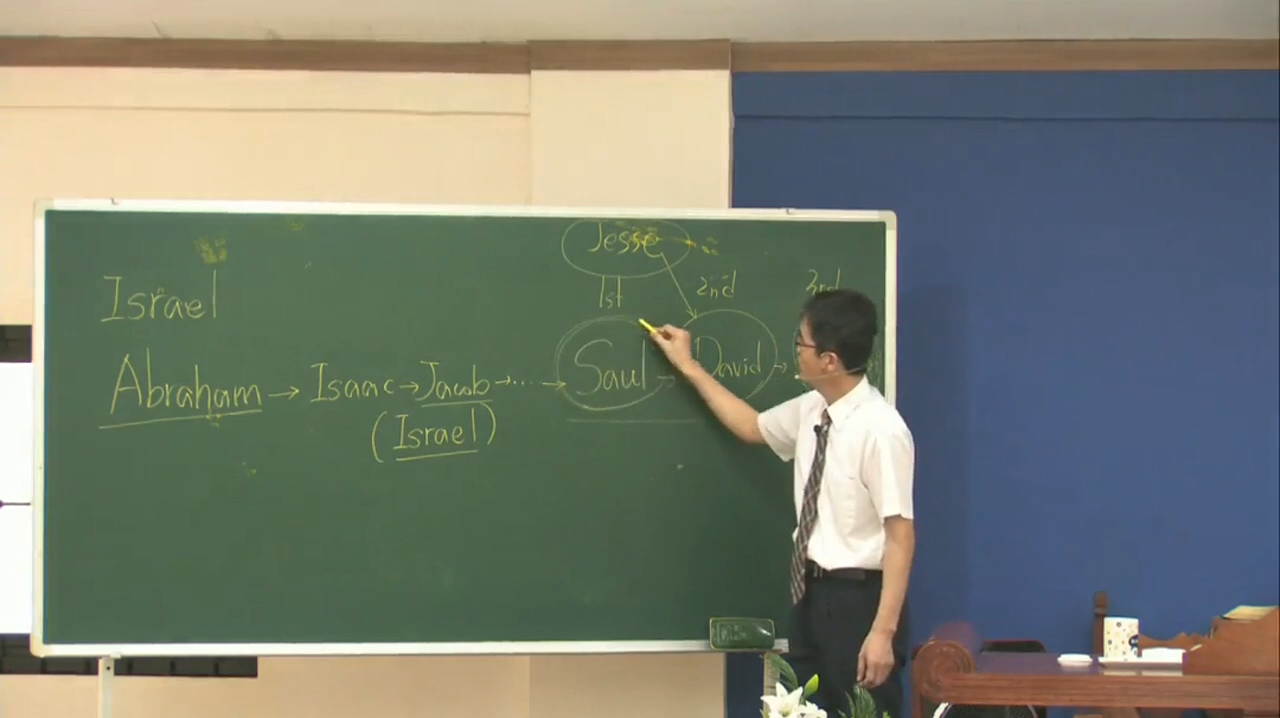 Jesse
1st 2nd 3rd
Israel
Abraham → Isaac → Jacob → ... → Saul → David →
(Israel)